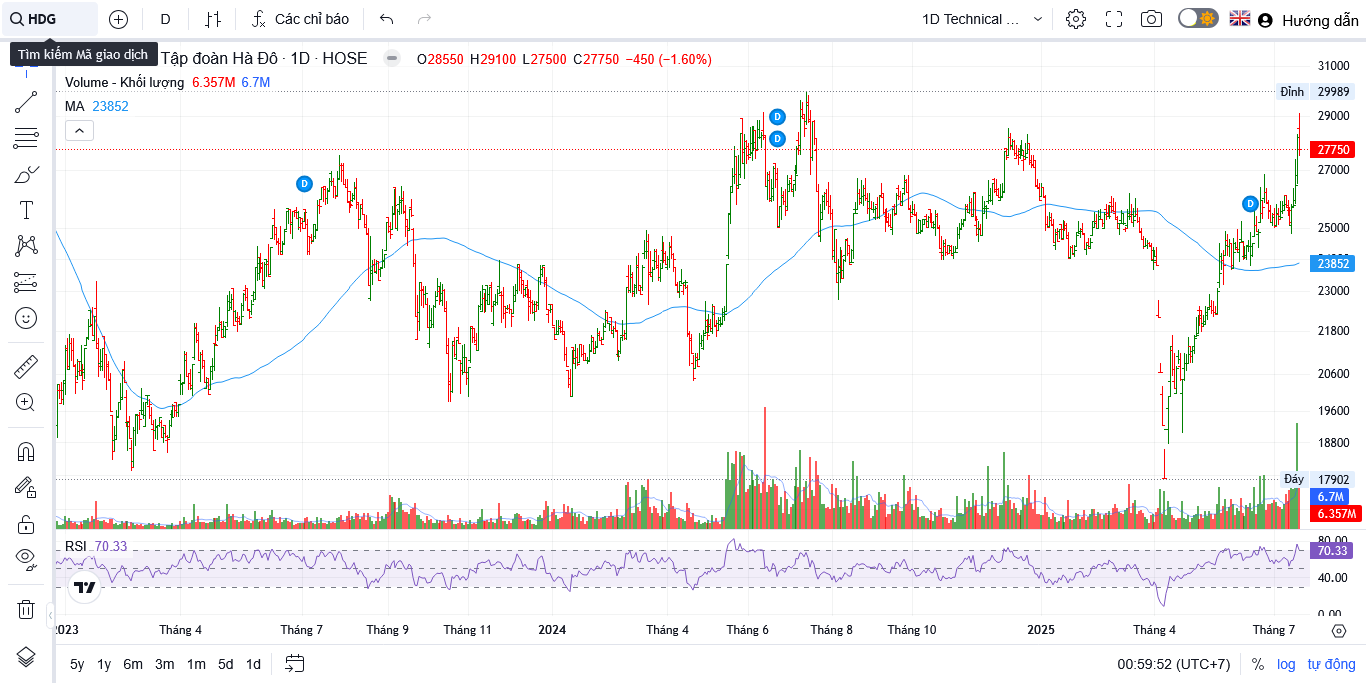 HDG
D
Các chỉ báo
1D Technical ...
Hướng dẫn
Tìm kiếm Mã giao dịch
Tập đoàn Hà Đô · 1D · HOSE
O28550 H29100 L27500 C27750 −450 (−1.60%)
Volume - Khối lượng 6.357M 6.7M
MA 23852
31000
Đỉnh 29989
29000
27750
27000
25000
23852
23000
21800
20600
19600
18800
Đáy 17902
6.7M
6.357M
D
D
D
D
RSI 70.33
80.00
70.33
40.00
0.00
2023 Tháng 4 Tháng 7 Tháng 9 Tháng 11 2024 Tháng 4 Tháng 6 Tháng 8 Tháng 10 2025 Tháng 4 Tháng 7
5y 1y 6m 3m 1m 5d 1d
00:59:52 (UTC+7) % log tự động